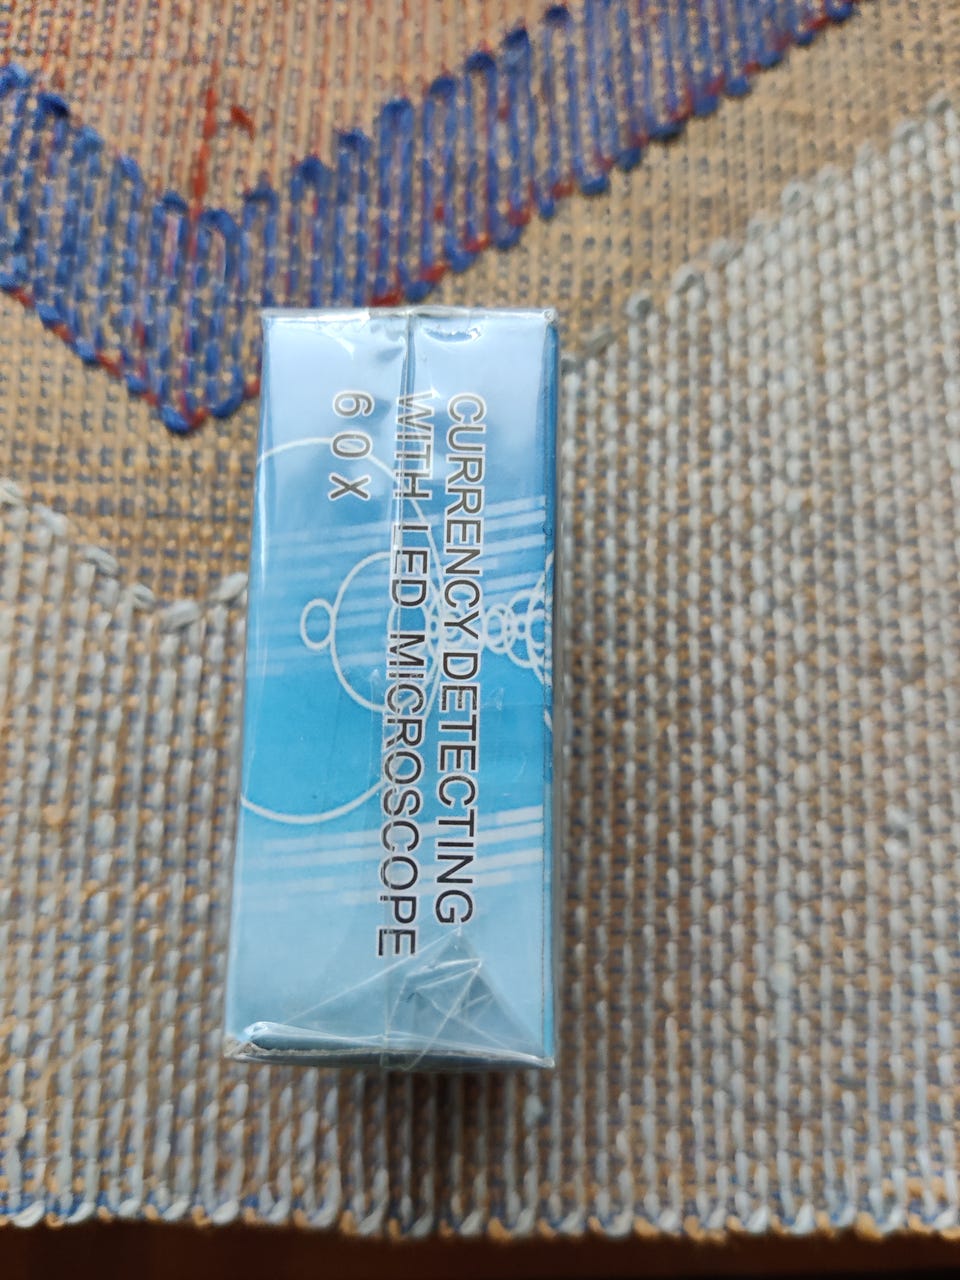 CURRENCY DETECTING
WITH LED MICROSCOPE
60X